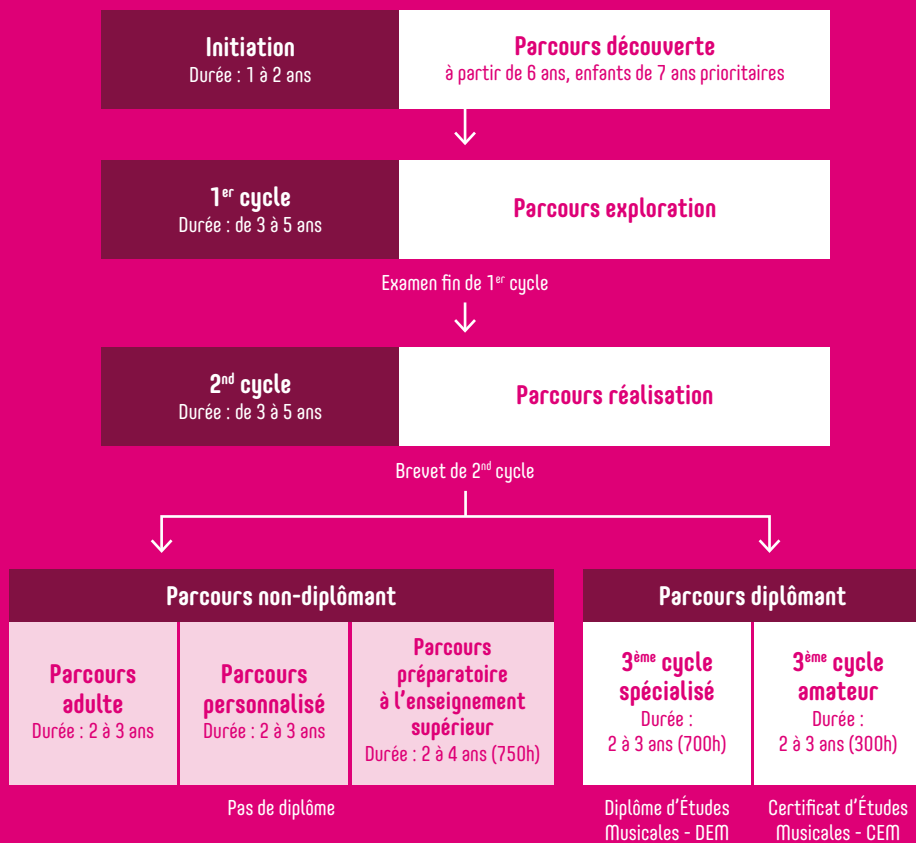 Initiation
Durée : 1 à 2 ans
Parcours découverte
à partir de 6 ans, enfants de 7 ans prioritaires
1er cycle
Durée : de 3 à 5 ans
Parcours exploration
Examen fin de 1er cycle
2nd cycle
Durée : de 3 à 5 ans
Parcours réalisation
Brevet de 2nd cycle
Parcours non-diplômant
Parcours
adulte
Durée : 2 à 3 ans
Parcours
personnalisé
Durée : 2 à 3 ans
Parcours
préparatoire
à l'enseignement
supérieur
Durée : 2 à 4 ans (750h)
Pas de diplôme
Parcours diplômant
3ème cycle
spécialisé
Durée :
2 à 3 ans (700h)
3ème cycle
amateur
Durée :
2 à 3 ans (300h)
Diplôme d'Études
Musicales - DEM
Certificat d'Études
Musicales - CEM